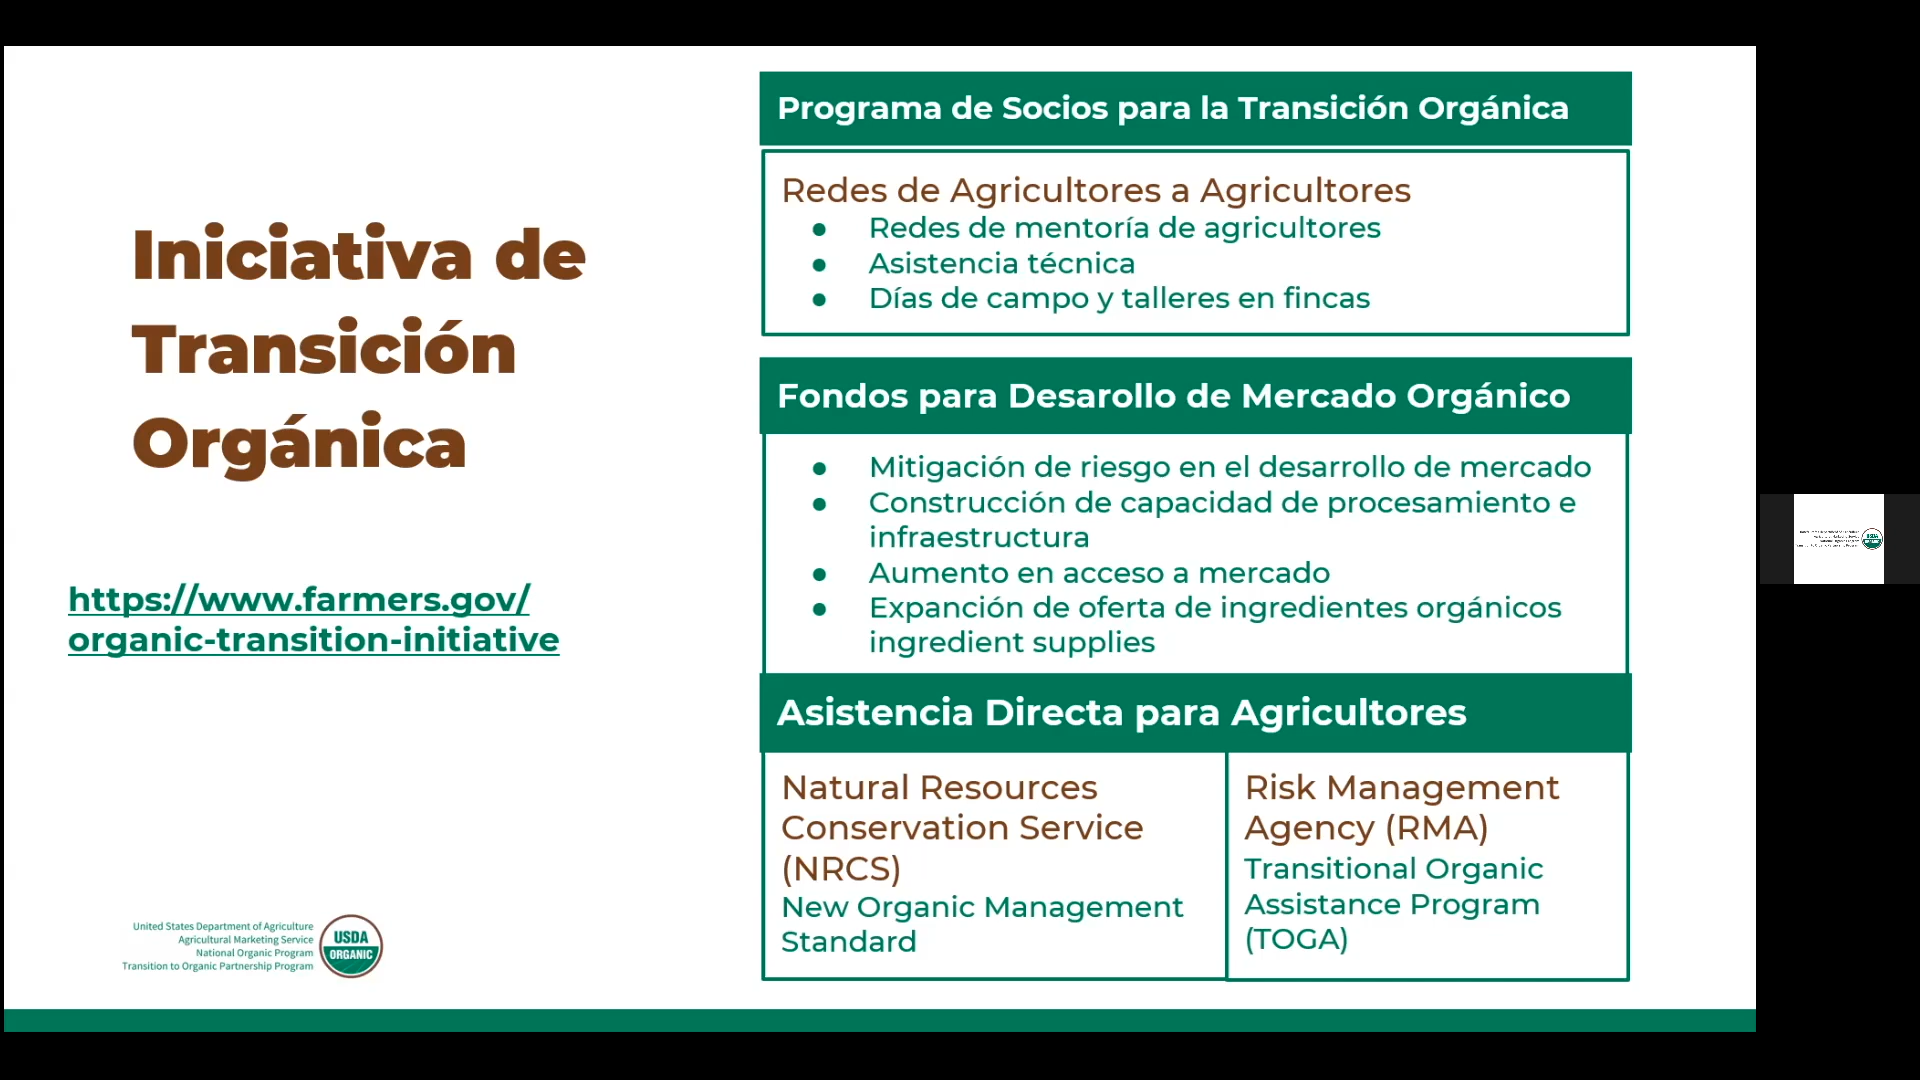 Iniciativa de
Transición
Orgánica
https://www.farmers.gov/
organic-transition-initiative
United States Department of Agriculture
Agricultural Marketing Service
National Organic Program
Transition to Organic Partnership Program
USDA
ORGANIC
Programa de Socios para la Transición Orgánica
Redes de Agricultores a Agricultores
● Redes de mentoría de agricultores
● Asistencia técnica
● Días de campo y talleres en fincas
Fondos para Desarollo de Mercado Orgánico
● Mitigación de riesgo en el desarrollo de mercado
● Construcción de capacidad de procesamiento e
infraestructura
● Aumento en acceso a mercado
● Expanción de oferta de ingredientes orgánicos
ingredient supplies
Asistencia Directa para Agricultores
Natural Resources
Conservation Service
(NRCS)
New Organic Management
Standard
Risk Management
Agency (RMA)
Transitional Organic
Assistance Program
(TOGA)